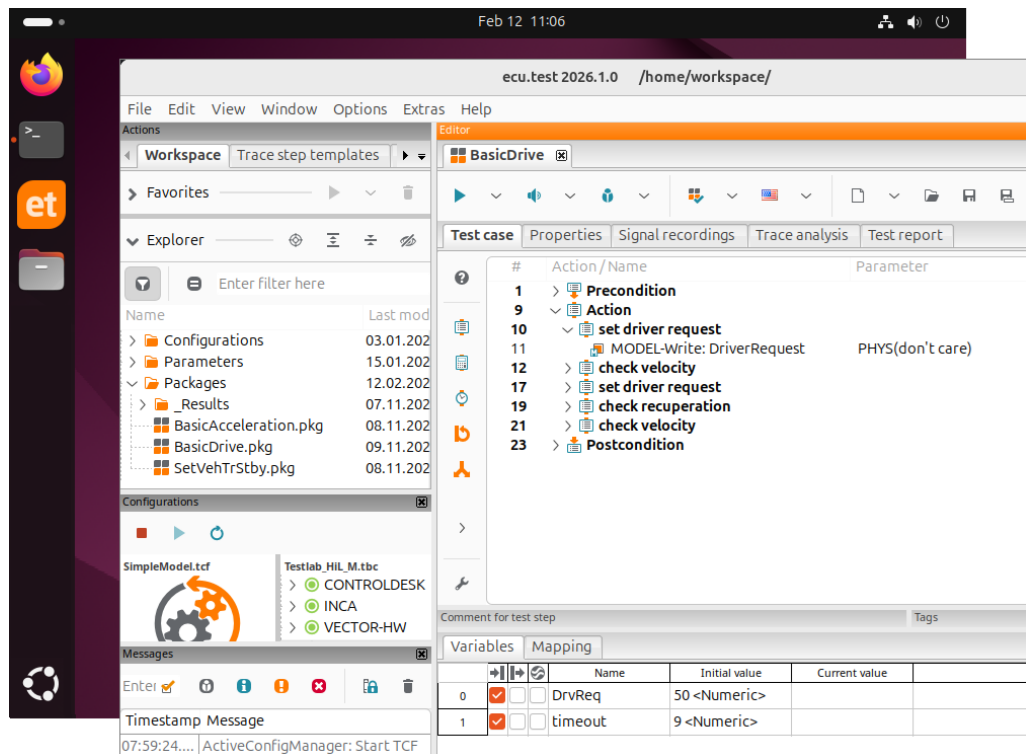 Feb 12 11:06
ecu.test 2026.1.0 /home/workspace/
File Edit View Window Options Extras Help
Actions
Workspace Trace step templates
Favorites
Explorer
Enter filter here
Name Last mod
Configurations 03.01.202
Parameters 15.01.202
Packages 12.02.202
_Results 07.11.202
BasicAcceleration.pkg 08.11.202
BasicDrive.pkg 09.11.202
SetVehTrStby.pkg 08.11.202
Configurations
SimpleModel.tcf
Testlab_HiL_M.tbc
CONTROLDESK
INCA
VECTOR-HW
Messages
Enter
Timestamp Message
07:59:24.... ActiveConfigManager: Start TCF
Editor
BasicDrive
Test case Properties Signal recordings Trace analysis Test report
# Action / Name Parameter
1 Precondition
9 Action
10 set driver request
11 MODEL-Write: DriverRequest PHYS(don't care)
12 check velocity
17 set driver request
19 check recuperation
21 check velocity
23 Postcondition
Comment for test step Tags
Variables Mapping
Name Initial value Current value
0 DrvReq 50 <Numeric>
1 timeout 9 <Numeric>
et
>_